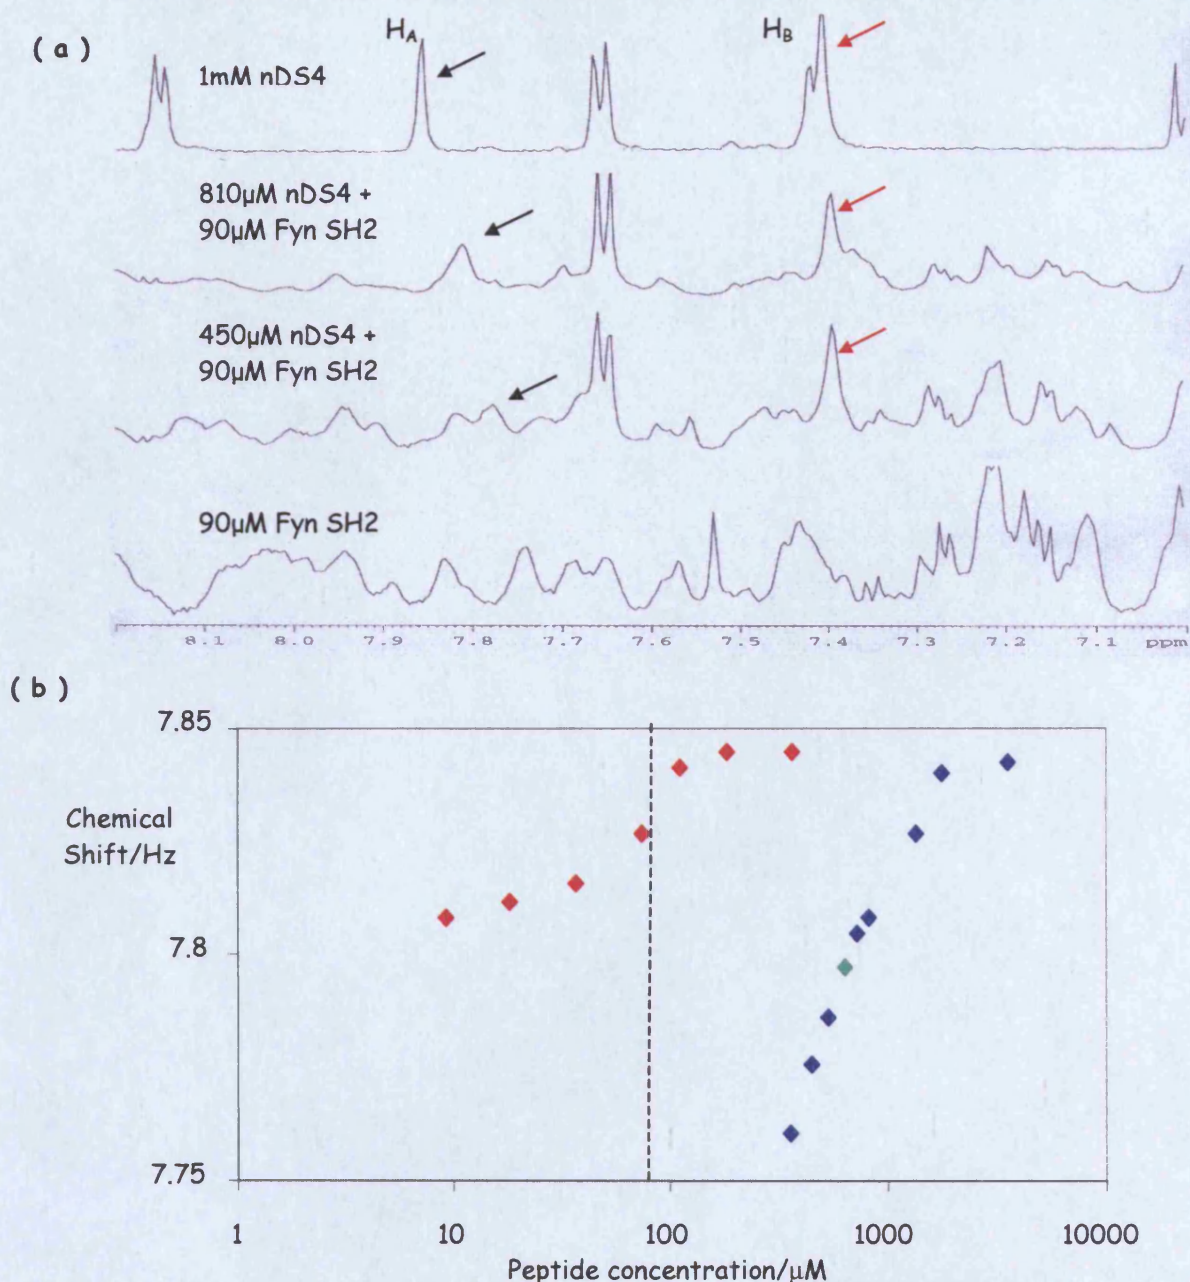 ( a )
H_A
H_B
1mM nDS4
810µM nDS4 +
90µM Fyn SH2
450µM nDS4 +
90µM Fyn SH2
90µM Fyn SH2
8.1 8.0 7.9 7.8 7.7 7.6 7.5 7.4 7.3 7.2 7.1 ppm
( b )
7.85
Chemical
Shift/Hz
7.8
7.75
1 10 100 1000 10000
Peptide concentration/µM